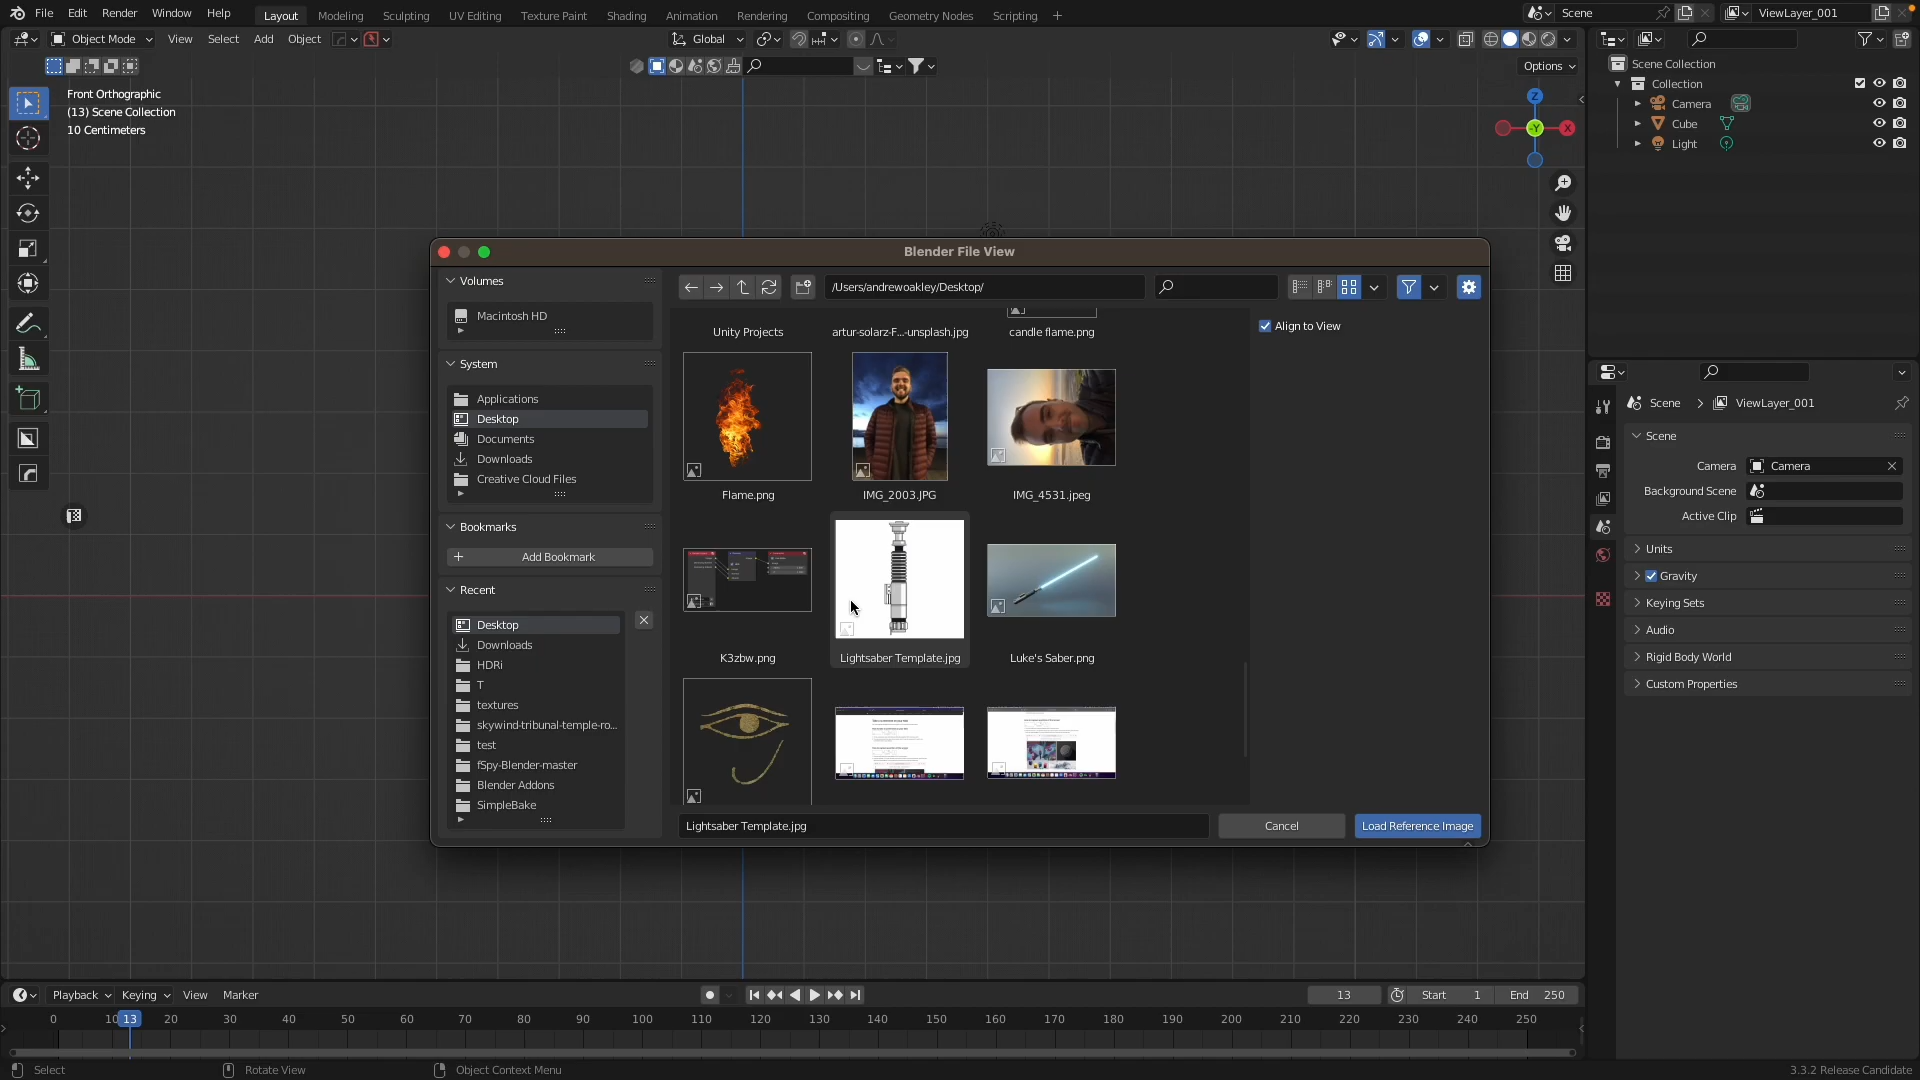 File Edit Render Window Help Layout Modeling Sculpting UV Editing Texture Paint Shading Animation Rendering Compositing Geometry Nodes Scripting + Scene ViewLayer_001
Object Mode View Select Add Object Global
Options
Front Orthographic
(13) Scene Collection
10 Centimeters
Z
-Y
X
Scene Collection
Collection
Camera
Cube
Light
Blender File View
Volumes
Macintosh HD
System
Applications
Desktop
Documents
Downloads
Creative Cloud Files
Bookmarks
+ Add Bookmark
Recent
Desktop
Downloads
HDRi
T
textures
skywind-tribunal-temple-ro...
test
fSpy-Blender-master
Blender Addons
SimpleBake
/Users/andrewoakley/Desktop/
Unity Projects artur-solarz-F...-unsplash.jpg candle flame.png
Flame.png IMG_2003.JPG IMG_4531.jpeg
K3zbw.png Lightsaber Template.jpg Luke's Saber.png
Align to View
Lightsaber Template.jpg Cancel Load Reference Image
Scene ViewLayer_001
Scene
Camera Camera
Background Scene
Active Clip
Units
Gravity
Keying Sets
Audio
Rigid Body World
Custom Properties
Playback Keying View Marker 13 Start 1 End 250
0 10 13 20 30 40 50 60 70 80 90 100 110 120 130 140 150 160 170 180 190 200 210 220 230 240 250
Select Rotate View Object Context Menu 3.3.2 Release Candidate